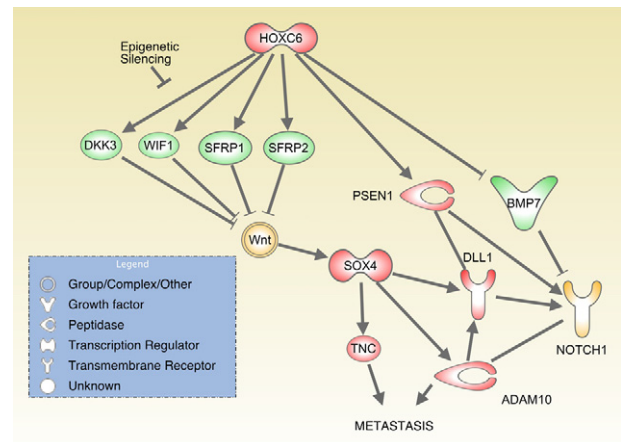 HOXC6
Epigenetic
Silencing
DKK3
WIF1
SFRP1
SFRP2
PSEN1
BMP7
Wnt
DLL1
SOX4
NOTCH1
TNC
ADAM10
METASTASIS
Legend
Group/Complex/Other
Growth factor
Peptidase
Transcription Regulator
Transmembrane Receptor
Unknown